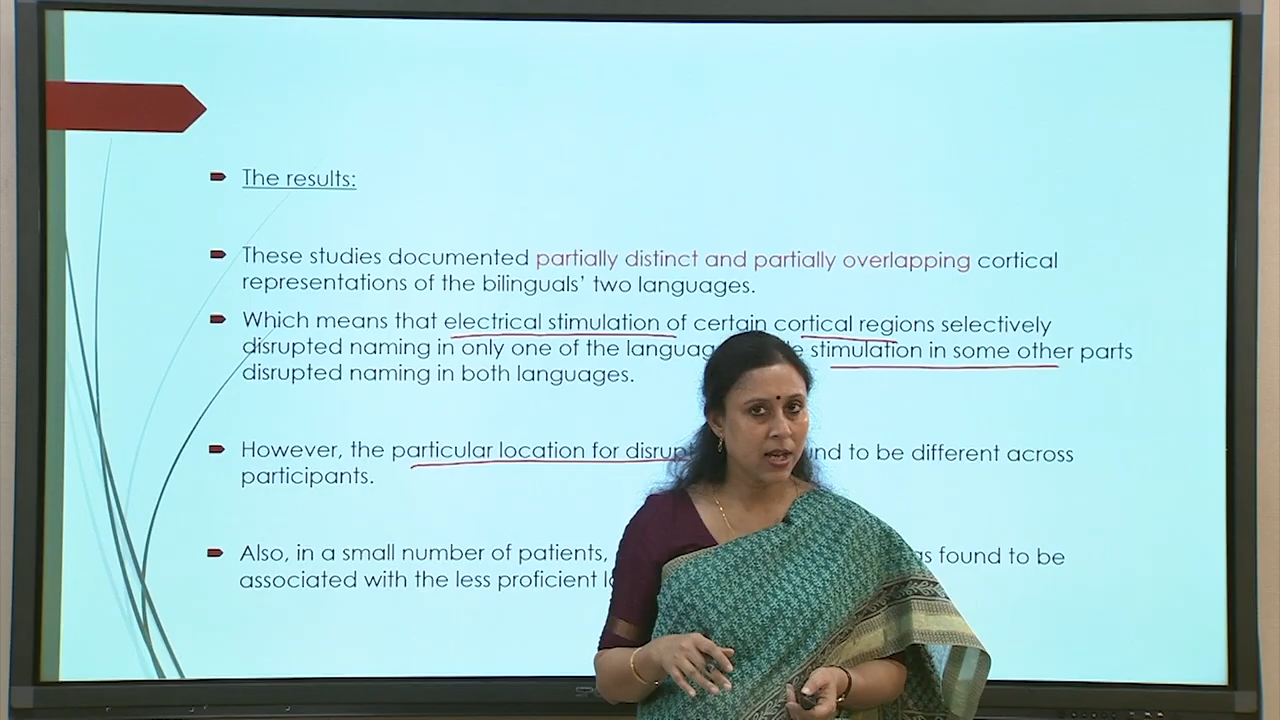 The results:
These studies documented partially distinct and partially overlapping cortical
representations of the bilinguals' two languages.
Which means that electrical stimulation of certain cortical regions selectively
disrupted naming in only one of the stimulation in some other parts
disrupted naming in both languages.
However, the particular location for to be different across
participants.
Also, in a small number of patients, found to be
associated with the less proficient